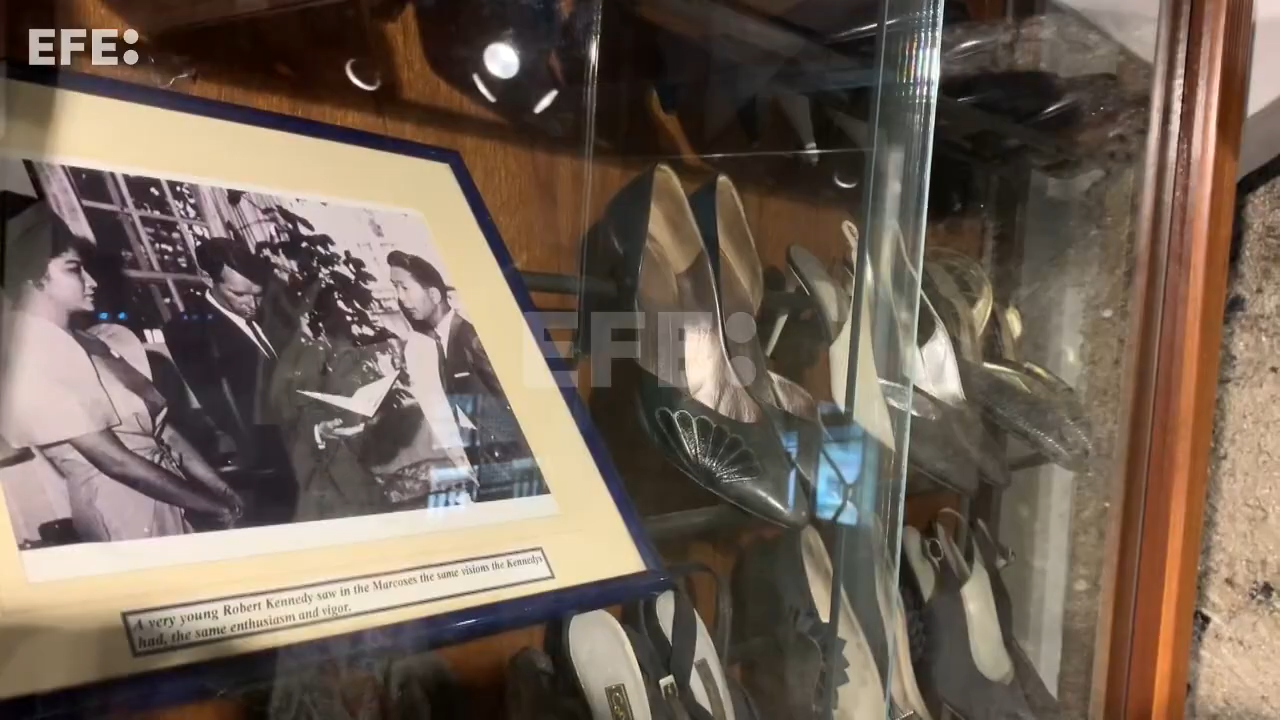 EFE:
EFE:
A very young Robert Kennedy saw in the Marcoses the same visions the Kennedys
had, the same enthusiasm and vigor.